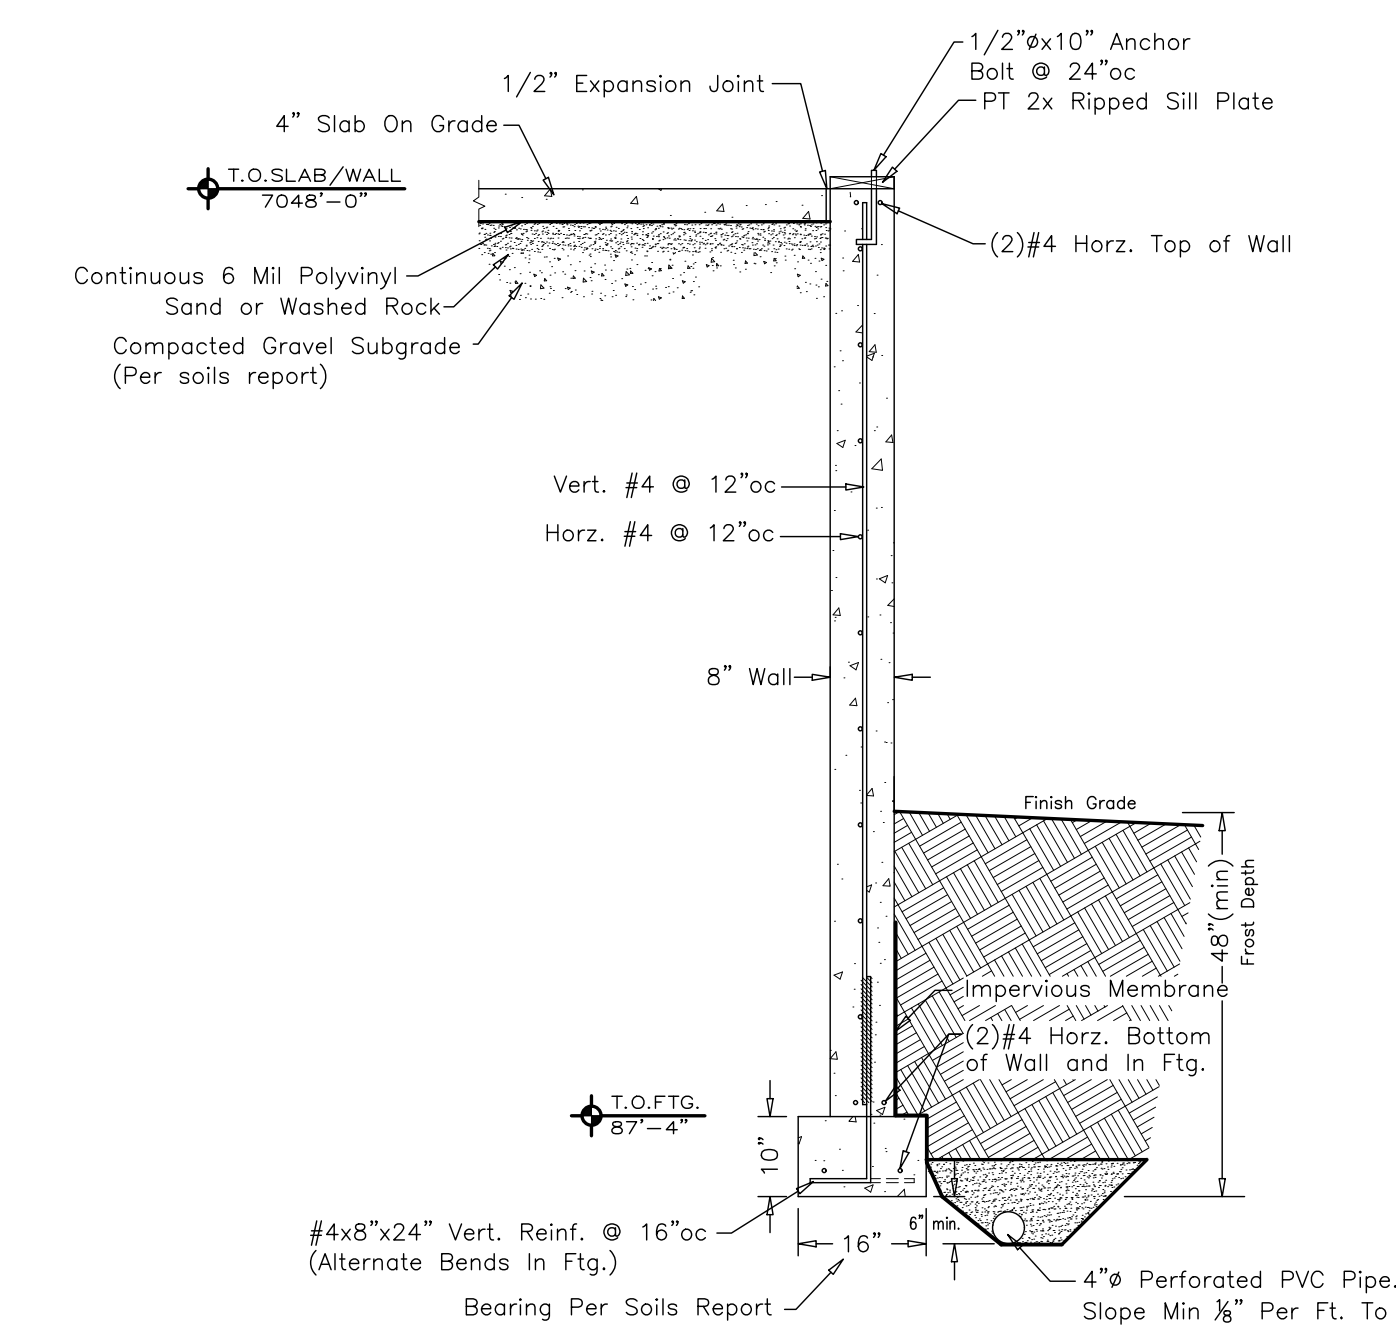 1/2"øx10" Anchor
Bolt @ 24"oc
1/2" Expansion Joint
PT 2x Ripped Sill Plate
4" Slab On Grade
T.O.SLAB/WALL
7048'-0"
(2)#4 Horz. Top of Wall
Continuous 6 Mil Polyvinyl
Sand or Washed Rock
Compacted Gravel Subgrade
(Per soils report)
Vert. #4 @ 12"oc
Horz. #4 @ 12"oc
8" Wall
Finish Grade
48"(min)
Frost Depth
Impervious Membrane
(2)#4 Horz. Bottom
of Wall and In Ftg.
T.O.FTG.
87'-4"
10"
#4x8"x24" Vert. Reinf. @ 16"oc
(Alternate Bends In Ftg.)
6" min.
16"
Bearing Per Soils Report
4"ø Perforated PVC Pipe.
Slope Min ⅛" Per Ft. To